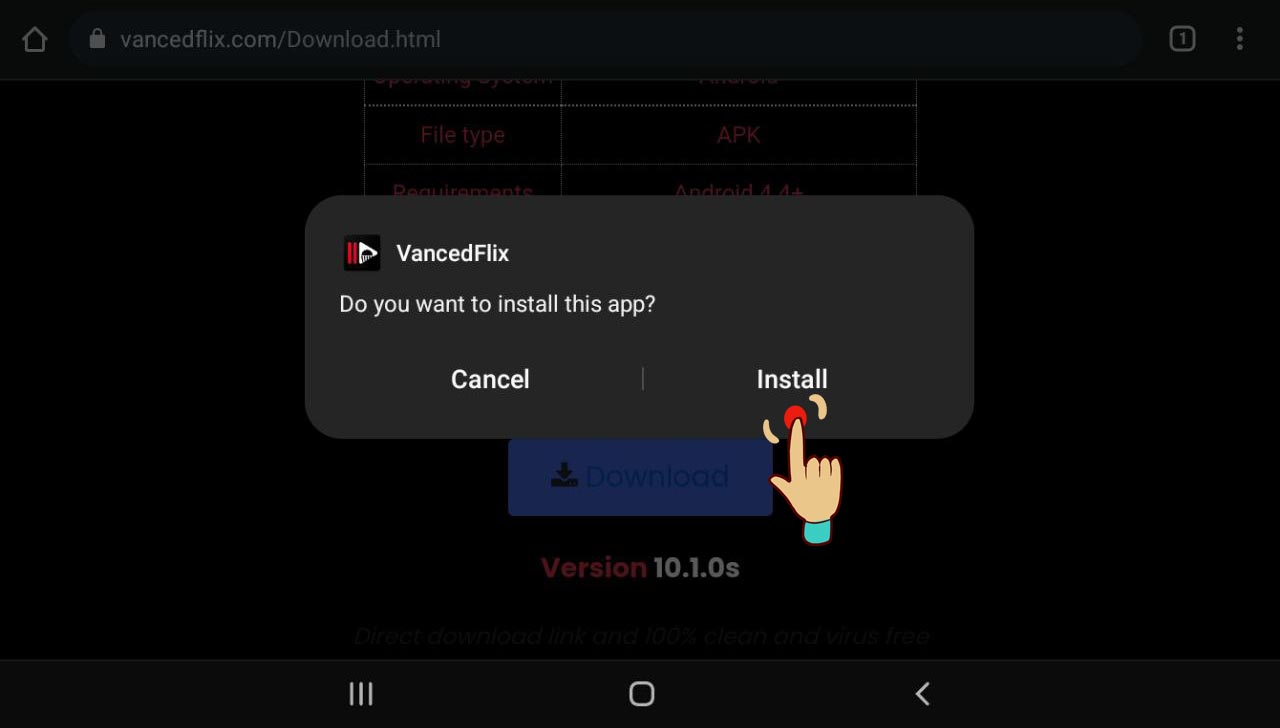 vancedflix.com/Download.html
1
Operating System Android
File type APK
Requirements Android 4.4+
VancedFlix
Do you want to install this app?
Cancel Install
Download
Version 10.1.0s
Direct download link and 100% clean and virus free